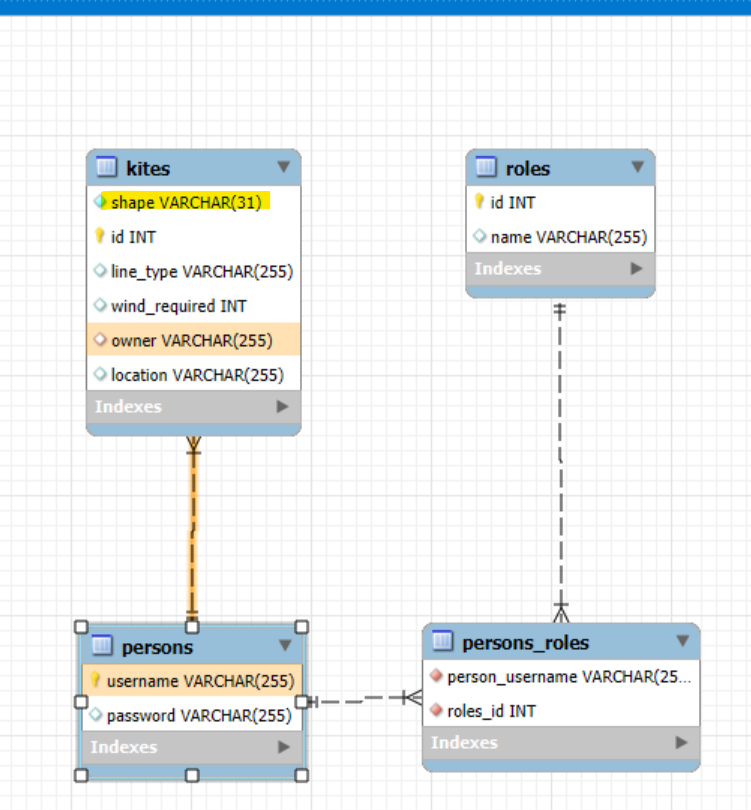 kites
shape VARCHAR(31)
id INT
line_type VARCHAR(255)
wind_required INT
owner VARCHAR(255)
location VARCHAR(255)
Indexes
roles
id INT
name VARCHAR(255)
Indexes
persons
username VARCHAR(255)
password VARCHAR(255)
Indexes
persons_roles
person_username VARCHAR(25...
roles_id INT
Indexes